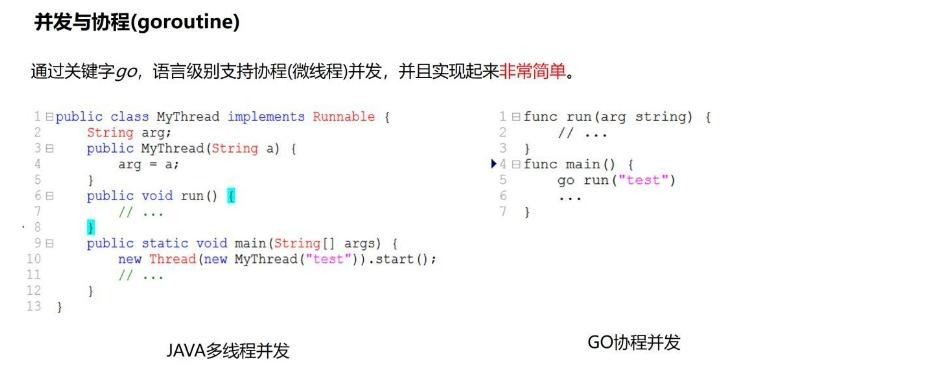 并发与协程(goroutine)
通过关键字go，语言级别支持协程(微线程)并发，并且实现起来非常简单。
1 public class MyThread implements Runnable {
2     String arg;
3     public MyThread(String a) {
4         arg = a;
5     }
6     public void run() {
7         // ...
8     }
9     public static void main(String[] args) {
10         new Thread(new MyThread("test")).start();
11         // ...
12     }
13 }
JAVA多线程并发
1 func run(arg string) {
2     // ...
3 }
4 func main() {
5     go run("test")
6     ...
7 }
GO协程并发